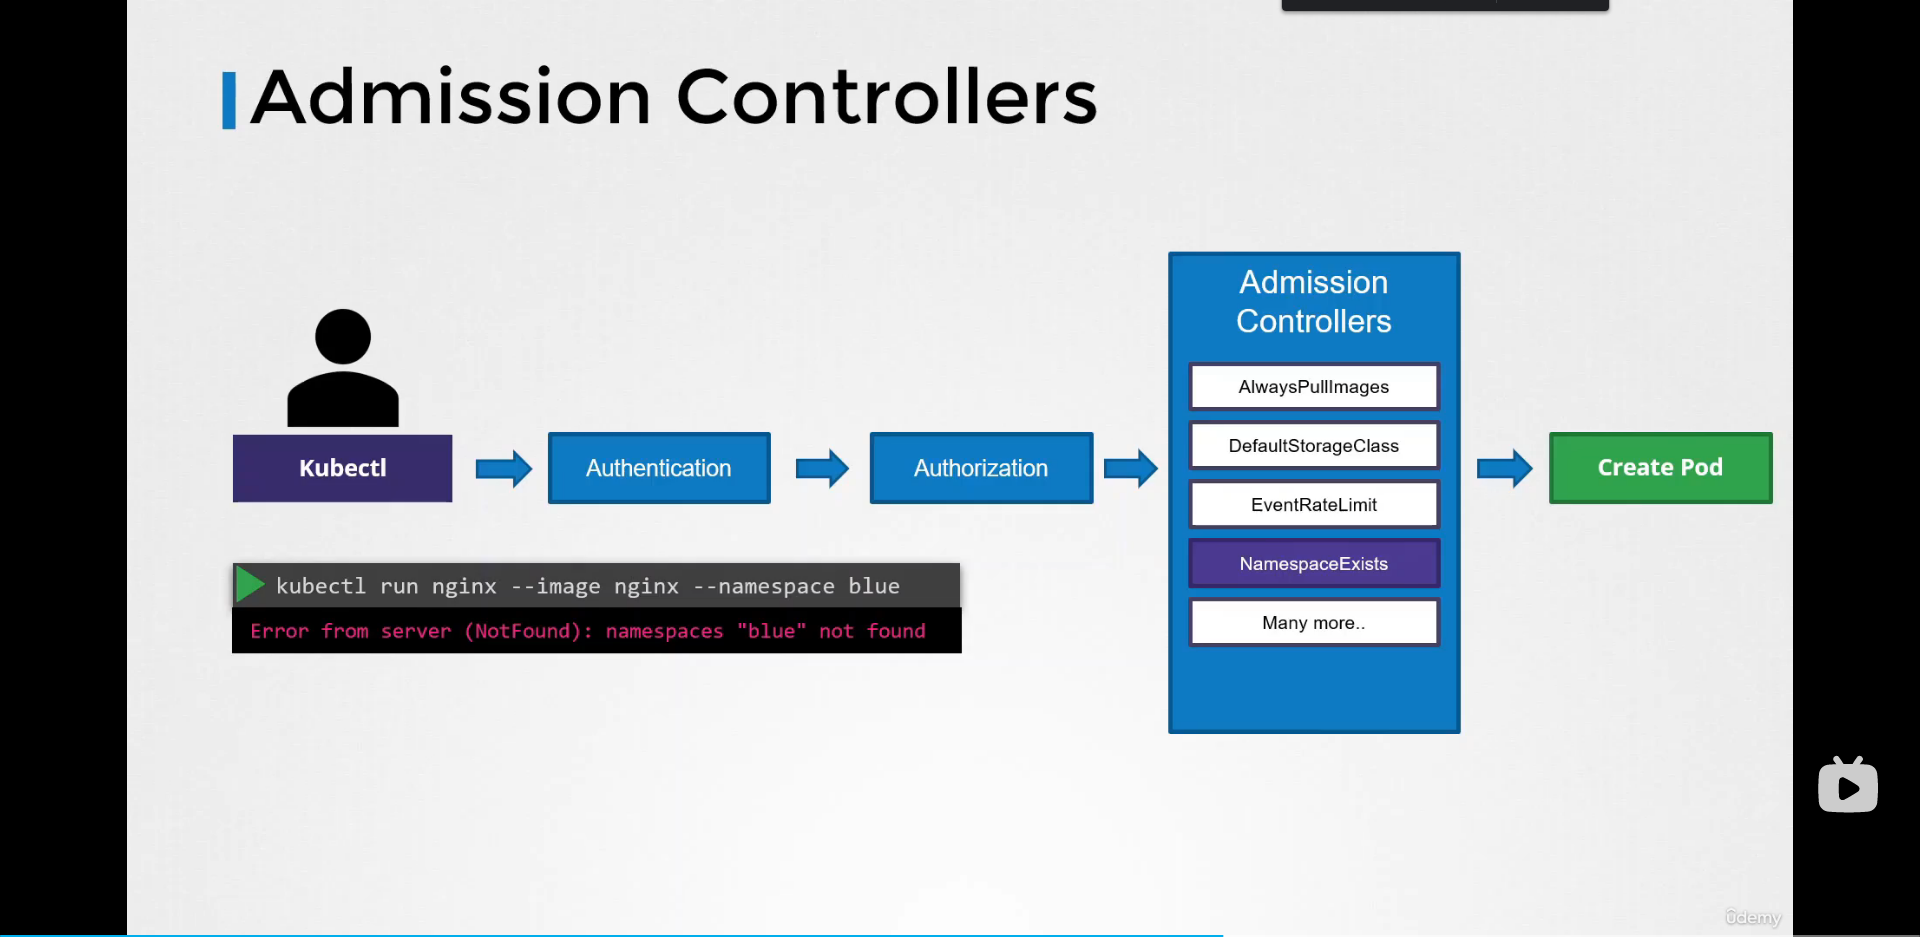 Admission Controllers
Admission
Controllers
AlwaysPullImages
DefaultStorageClass
EventRateLimit
NamespaceExists
Many more..
Kubectl
Authentication
Authorization
Create Pod
kubectl run nginx --image nginx --namespace blue
Error from server (NotFound): namespaces "blue" not found
ûdemy